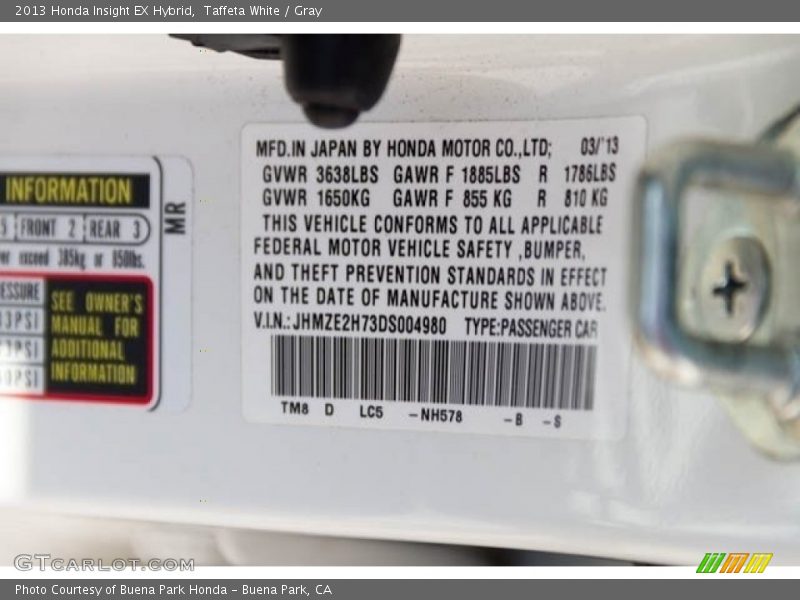 2013 Honda Insight EX Hybrid,  Taffeta White / Gray
MFD.IN JAPAN BY HONDA MOTOR CO.,LTD; 03/'13
GVWR 3638LBS GAWR F 1885LBS R 1786LBS
GVWR 1650KG GAWR F 855 KG R 810 KG
THIS VEHICLE CONFORMS TO ALL APPLICABLE
FEDERAL MOTOR VEHICLE SAFETY ,BUMPER,
AND THEFT PREVENTION STANDARDS IN EFFECT
ON THE DATE OF MANUFACTURE SHOWN ABOVE.
V.I.N.: JHMZE2H73DS004980 TYPE:PASSENGER CAR
TM8 D LC5 -NH578 -B -S
INFORMATION
5 FRONT 2 REAR 3
exceed 385kg or 850lbs.
SEE OWNER'S
MANUAL FOR
ADDITIONAL
INFORMATION
MR
GTcarlot.com
Photo Courtesy of Buena Park Honda - Buena Park, CA